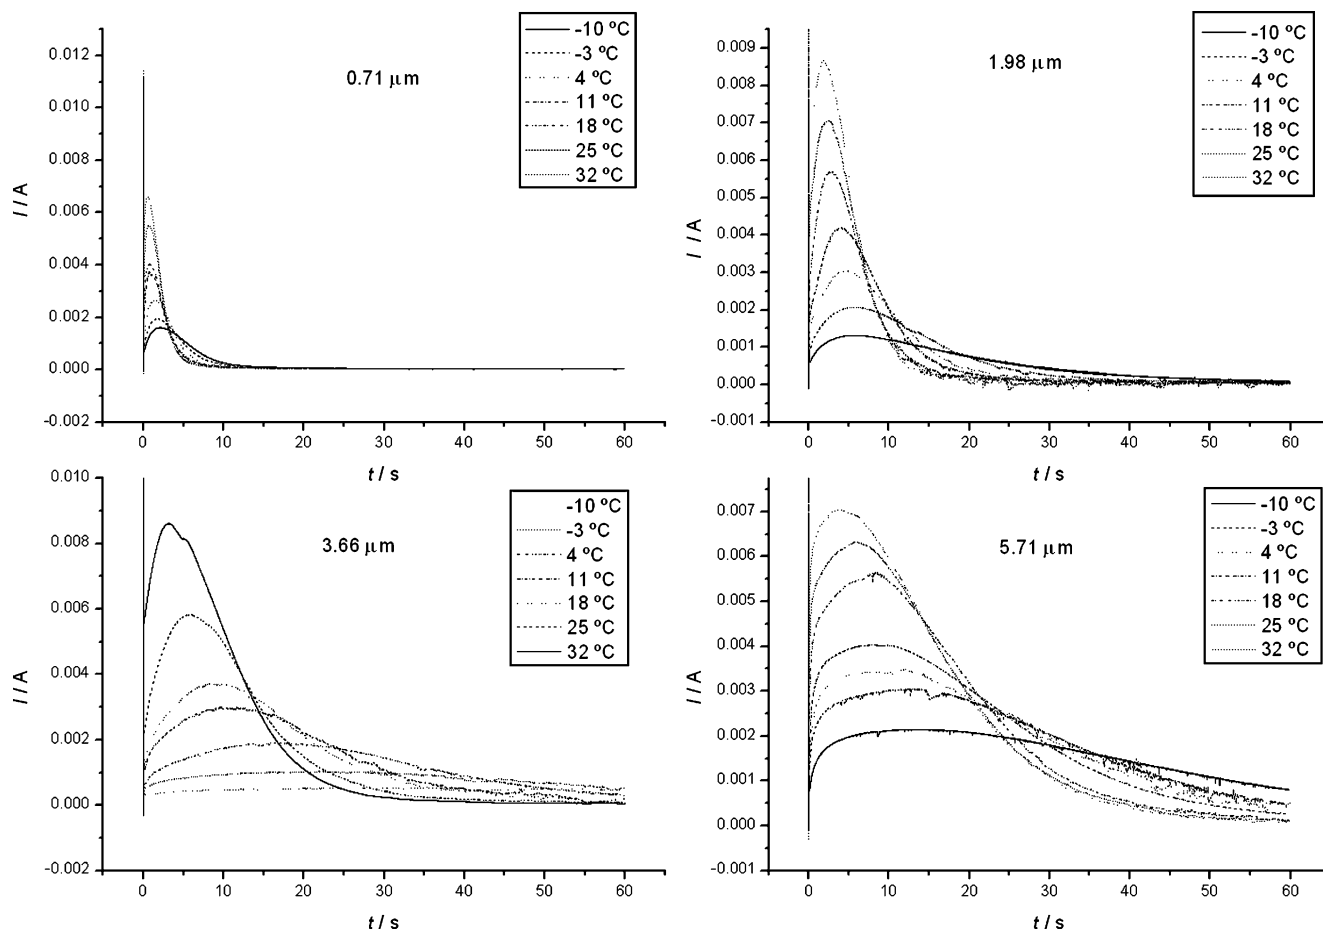 0.012
0.010
0.008
0.006
0.004
0.002
0.000
-0.002
I / A
0.71 μm
-10 ºC
-3 ºC
4 ºC
11 ºC
18 ºC
25 ºC
32 ºC
0 10 20 30 40 50 60
t / s
0.009
0.008
0.007
0.006
0.005
0.004
0.003
0.002
0.001
0.000
-0.001
I / A
1.98 μm
-10 ºC
-3 ºC
4 ºC
11 ºC
18 ºC
25 ºC
32 ºC
0 10 20 30 40 50 60
t / s
0.010
0.008
0.006
0.004
0.002
0.000
-0.002
I / A
3.66 μm
-10 ºC
-3 ºC
4 ºC
11 ºC
18 ºC
25 ºC
32 ºC
0 10 20 30 40 50 60
t / s
0.007
0.006
0.005
0.004
0.003
0.002
0.001
0.000
-0.001
I / A
5.71 μm
-10 ºC
-3 ºC
4 ºC
11 ºC
18 ºC
25 ºC
32 ºC
0 10 20 30 40 50 60
t / s